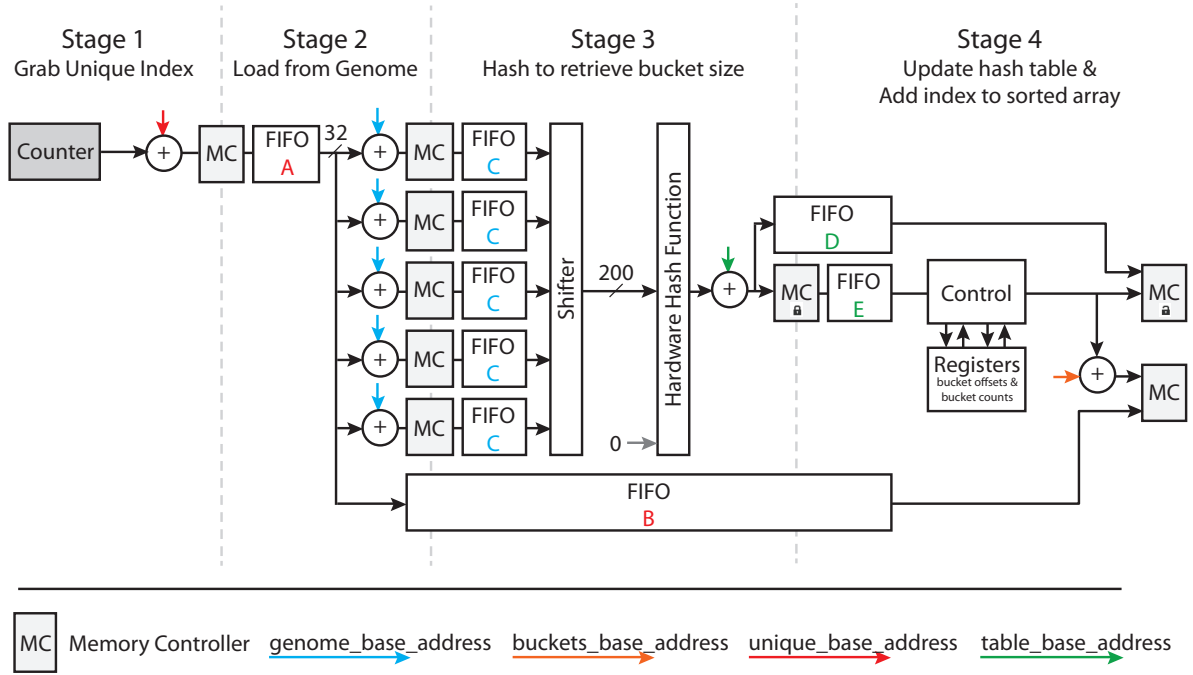 Stage 1
Grab Unique Index
Stage 2
Load from Genome
Stage 3
Hash to retrieve bucket size
Stage 4
Update hash table &
Add index to sorted array
Counter
+
MC
FIFO
A
32
+
MC
FIFO
C
+
MC
FIFO
C
+
MC
FIFO
C
+
MC
FIFO
C
+
MC
FIFO
C
Shifter
200
0
Hardware Hash Function
+
FIFO
D
MC
FIFO
E
Control
Registers
bucket offsets &
bucket counts
MC
+
MC
FIFO
B
MC
Memory Controller
genome_base_address
buckets_base_address
unique_base_address
table_base_address